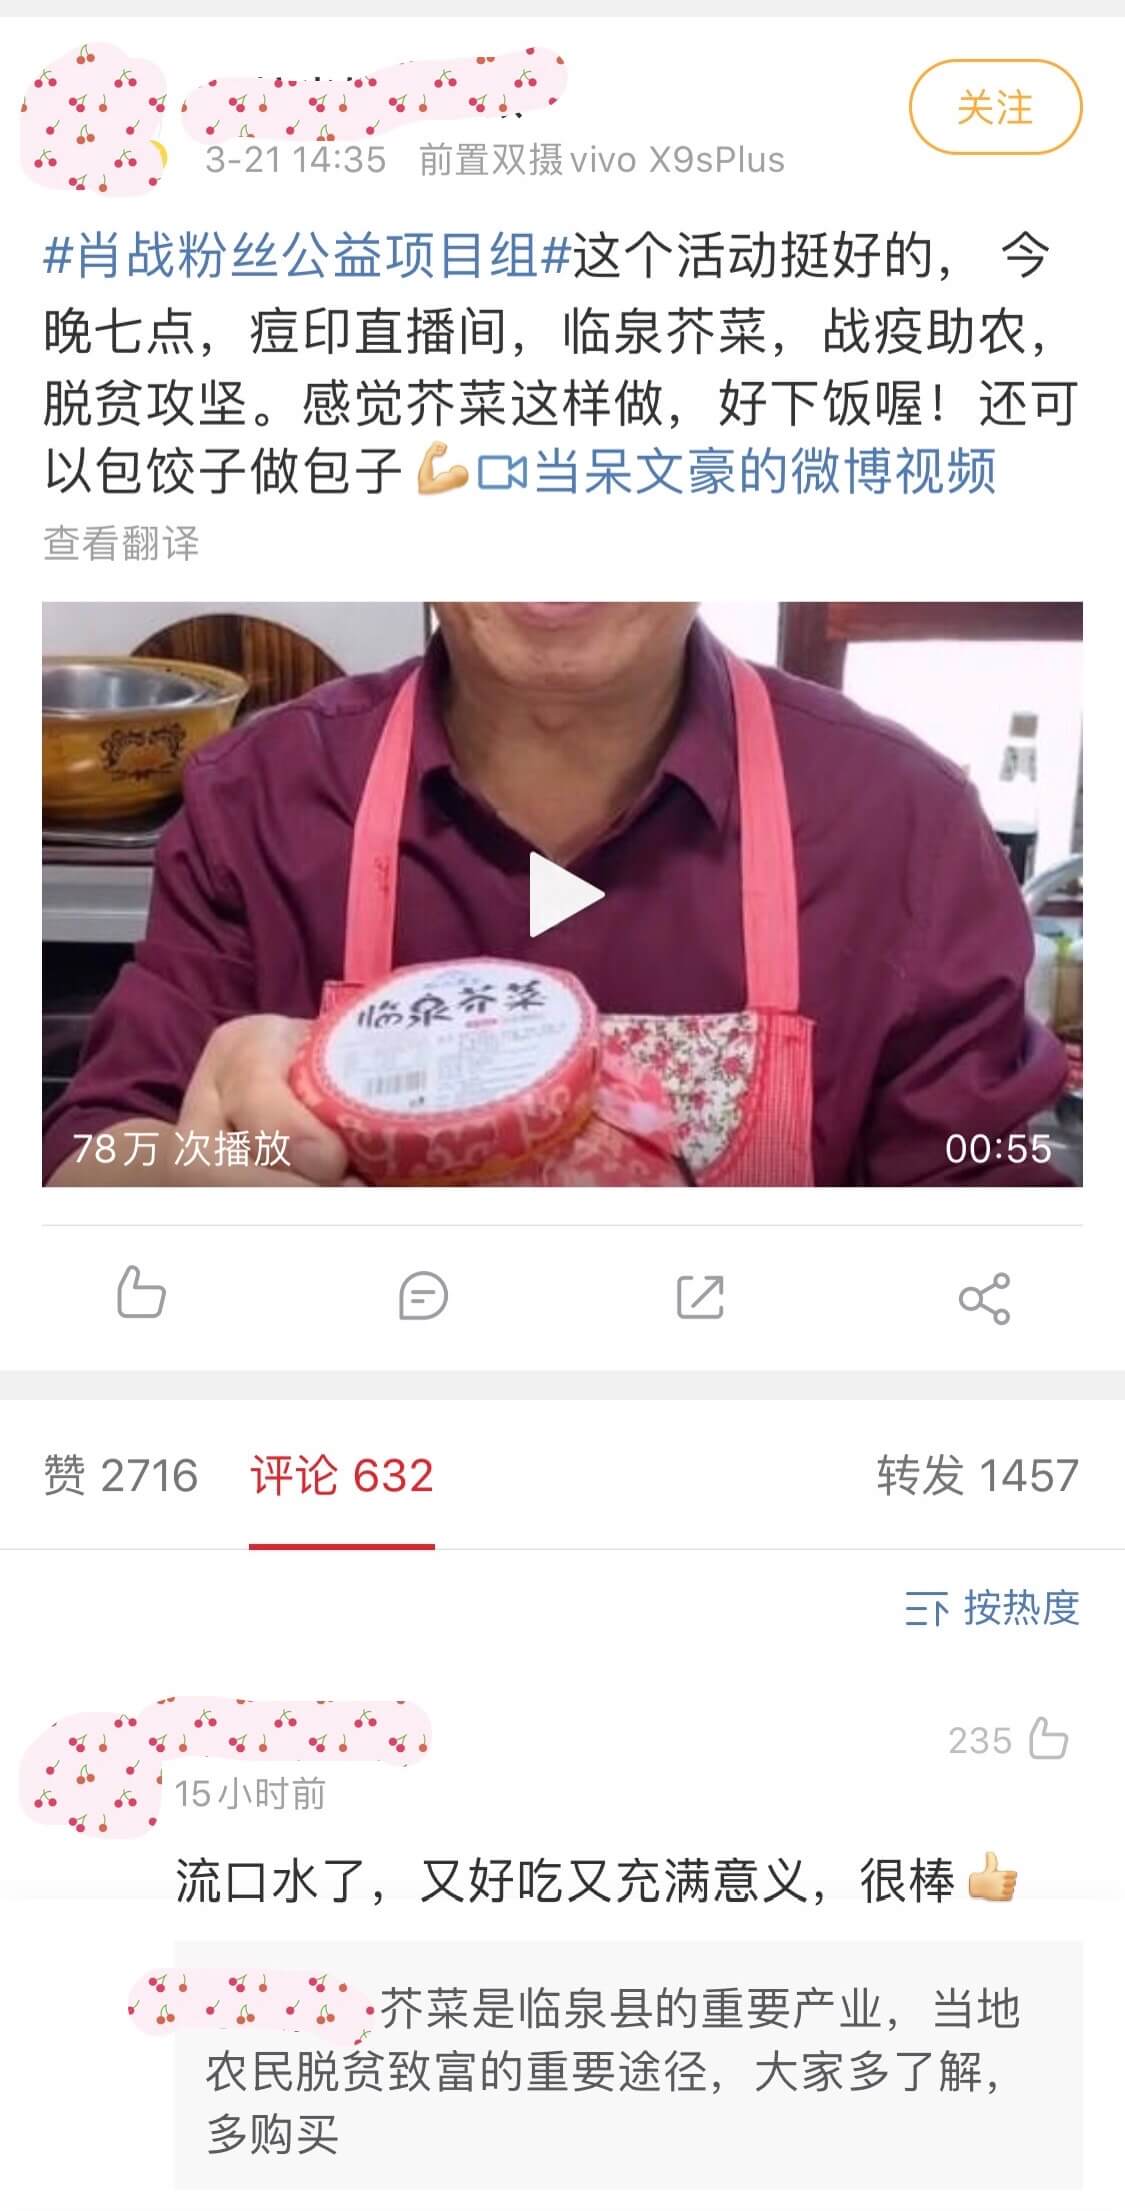 关注
3-21 14:35 前置双摄vivo X9sPlus
#肖战粉丝公益项目组#这个活动挺好的， 今
晚七点，痘印直播间，临泉芥菜，战疫助农，
脱贫攻坚。感觉芥菜这样做，好下饭喔！还可
以包饺子做包子💪当呆文豪的微博视频
查看翻译
临泉芥菜
78万 次播放
00:55
赞 2716 评论 632 转发 1457
按热度
235
15小时前
流口水了，又好吃又充满意义，很棒👍
芥菜是临泉县的重要产业，当地
农民脱贫致富的重要途径，大家多了解，
多购买